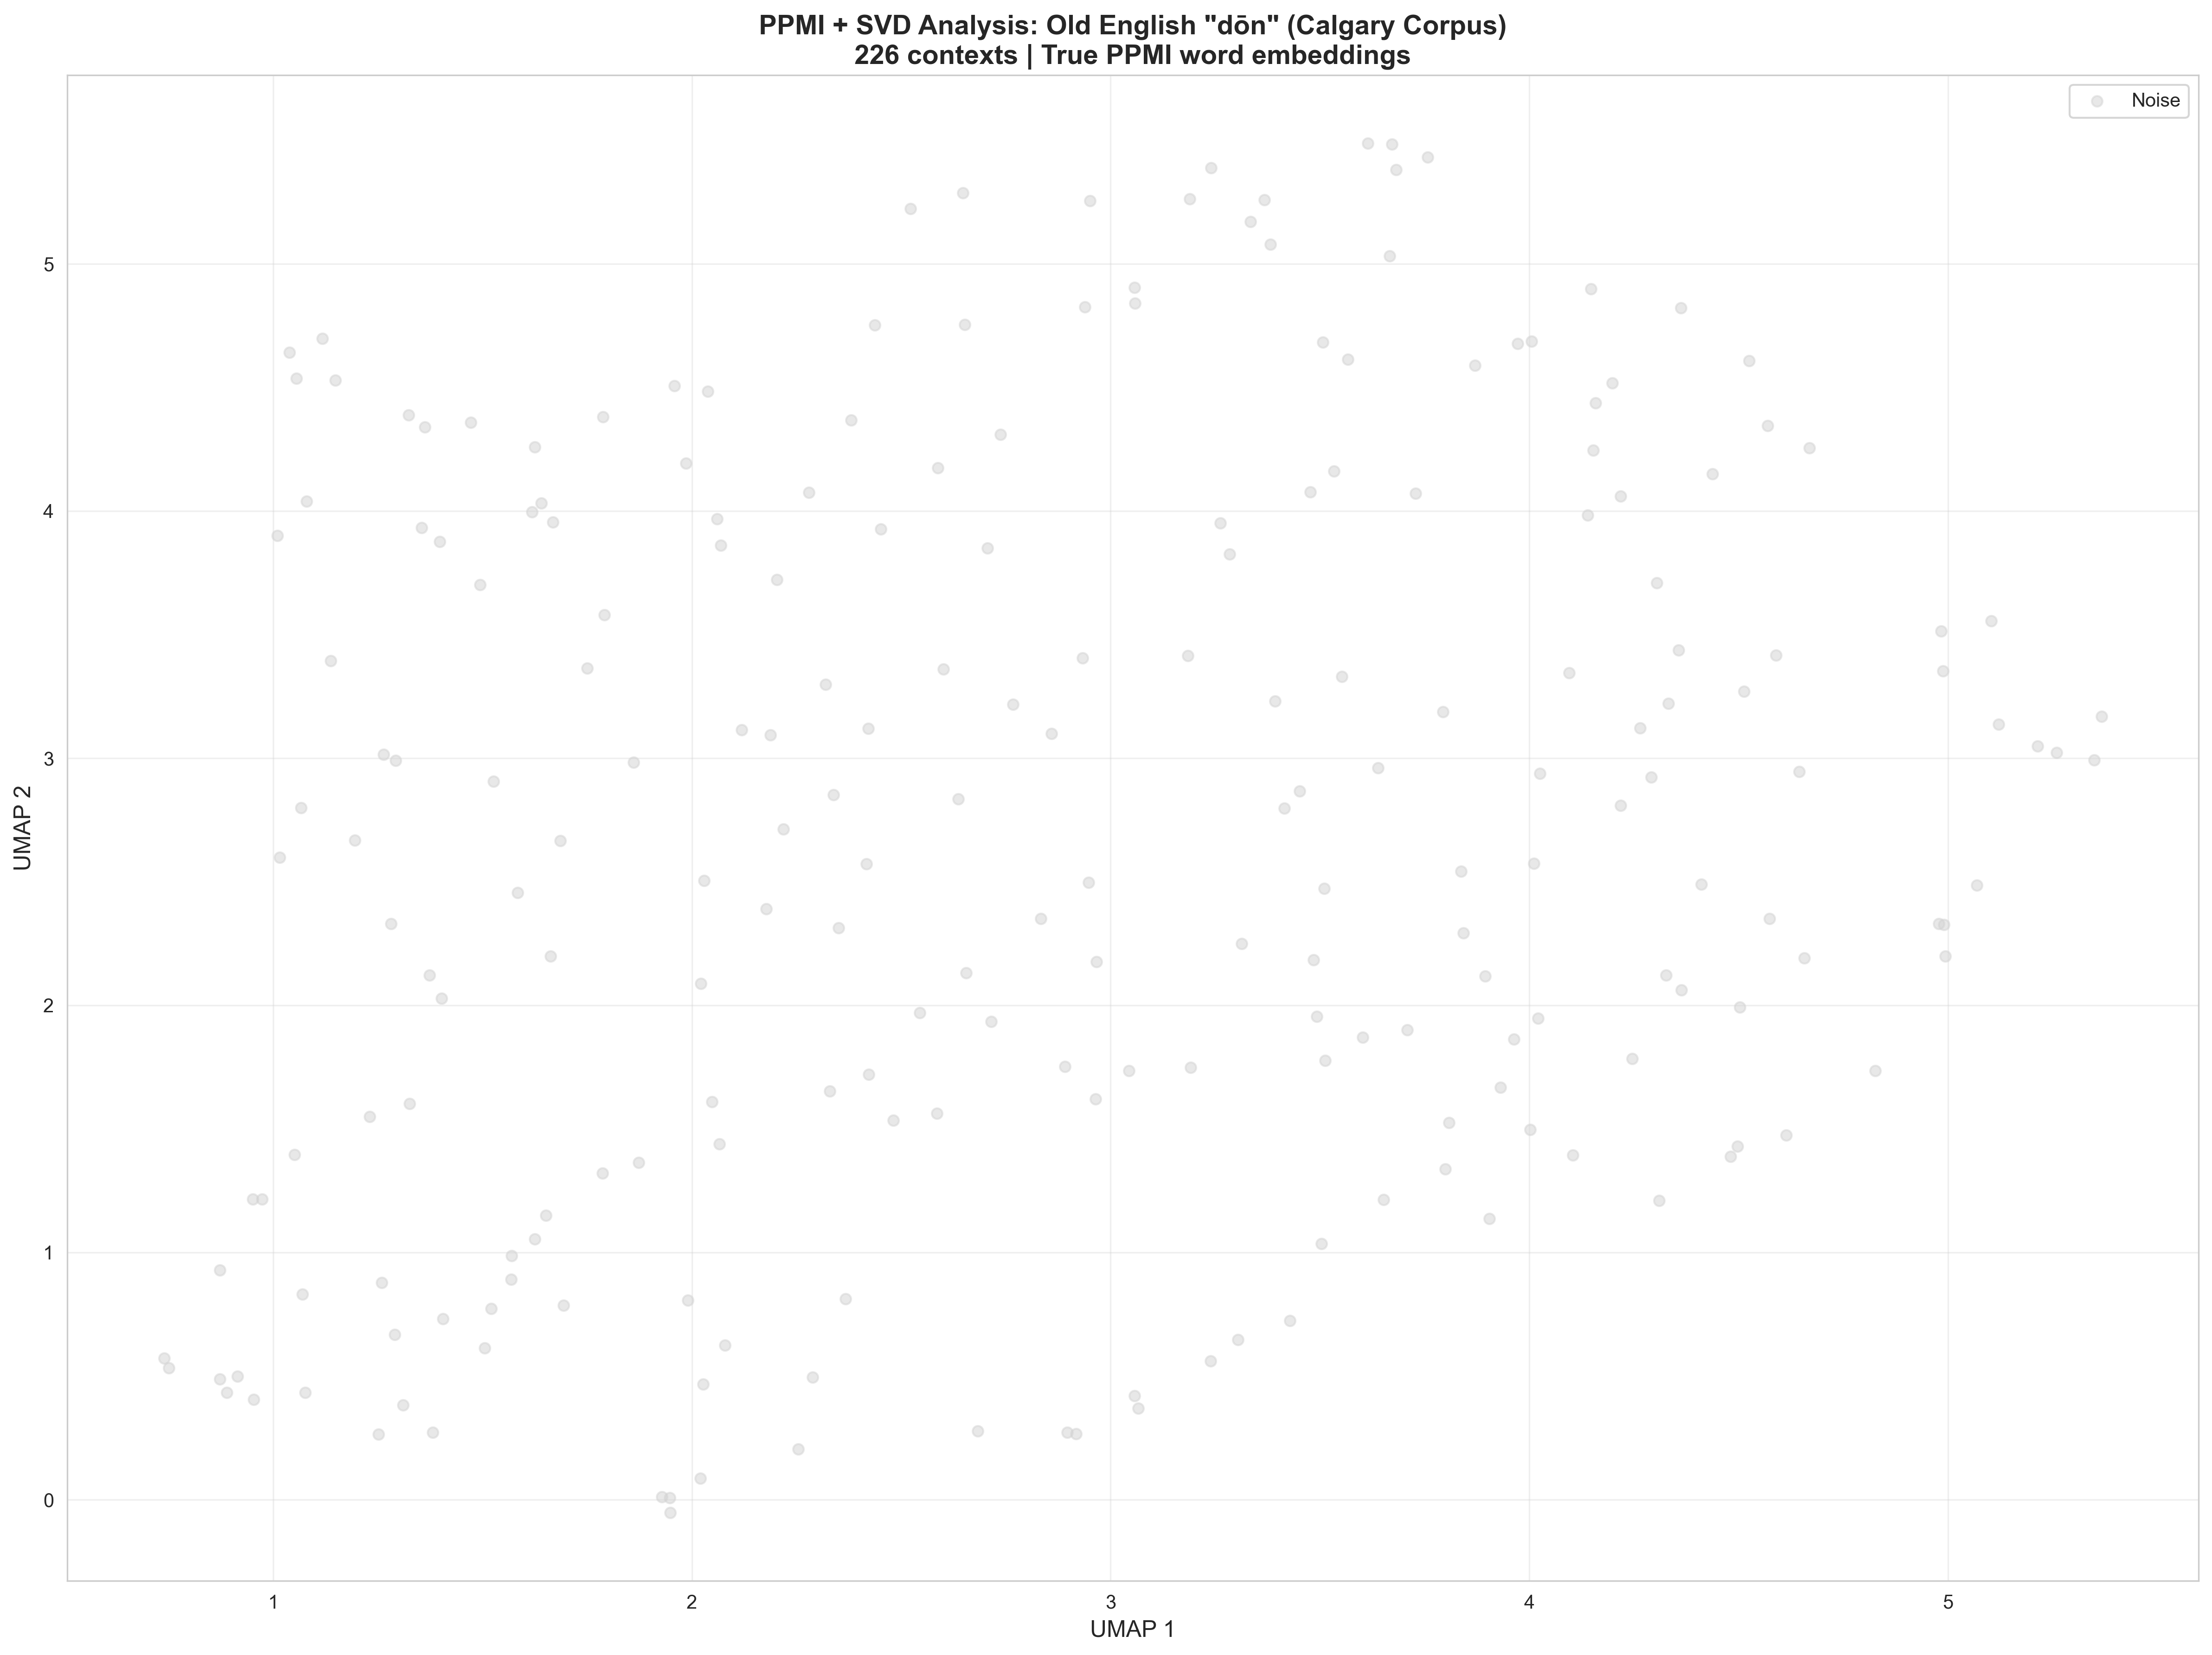 PPMI + SVD Analysis: Old English "dōn" (Calgary Corpus)
226 contexts | True PPMI word embeddings
Noise
5
4
3
2
1
0
UMAP 2
1 2 3 4 5
UMAP 1